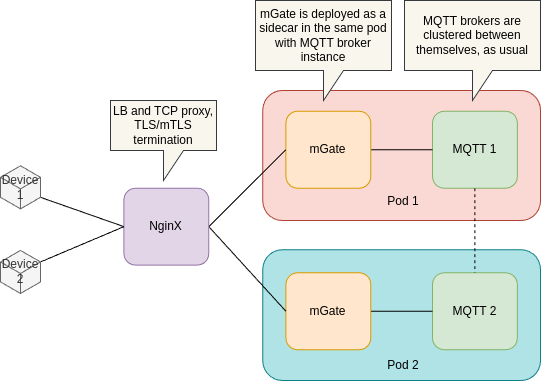 mGate is deployed as a
sidecar in the same pod
with MQTT broker
instance
MQTT brokers are
clustered between
themselves, as usual
LB and TCP proxy,
TLS/mTLS
termination
Device
1
Device
2
NginX
mGate
MQTT 1
Pod 1
mGate
MQTT 2
Pod 2